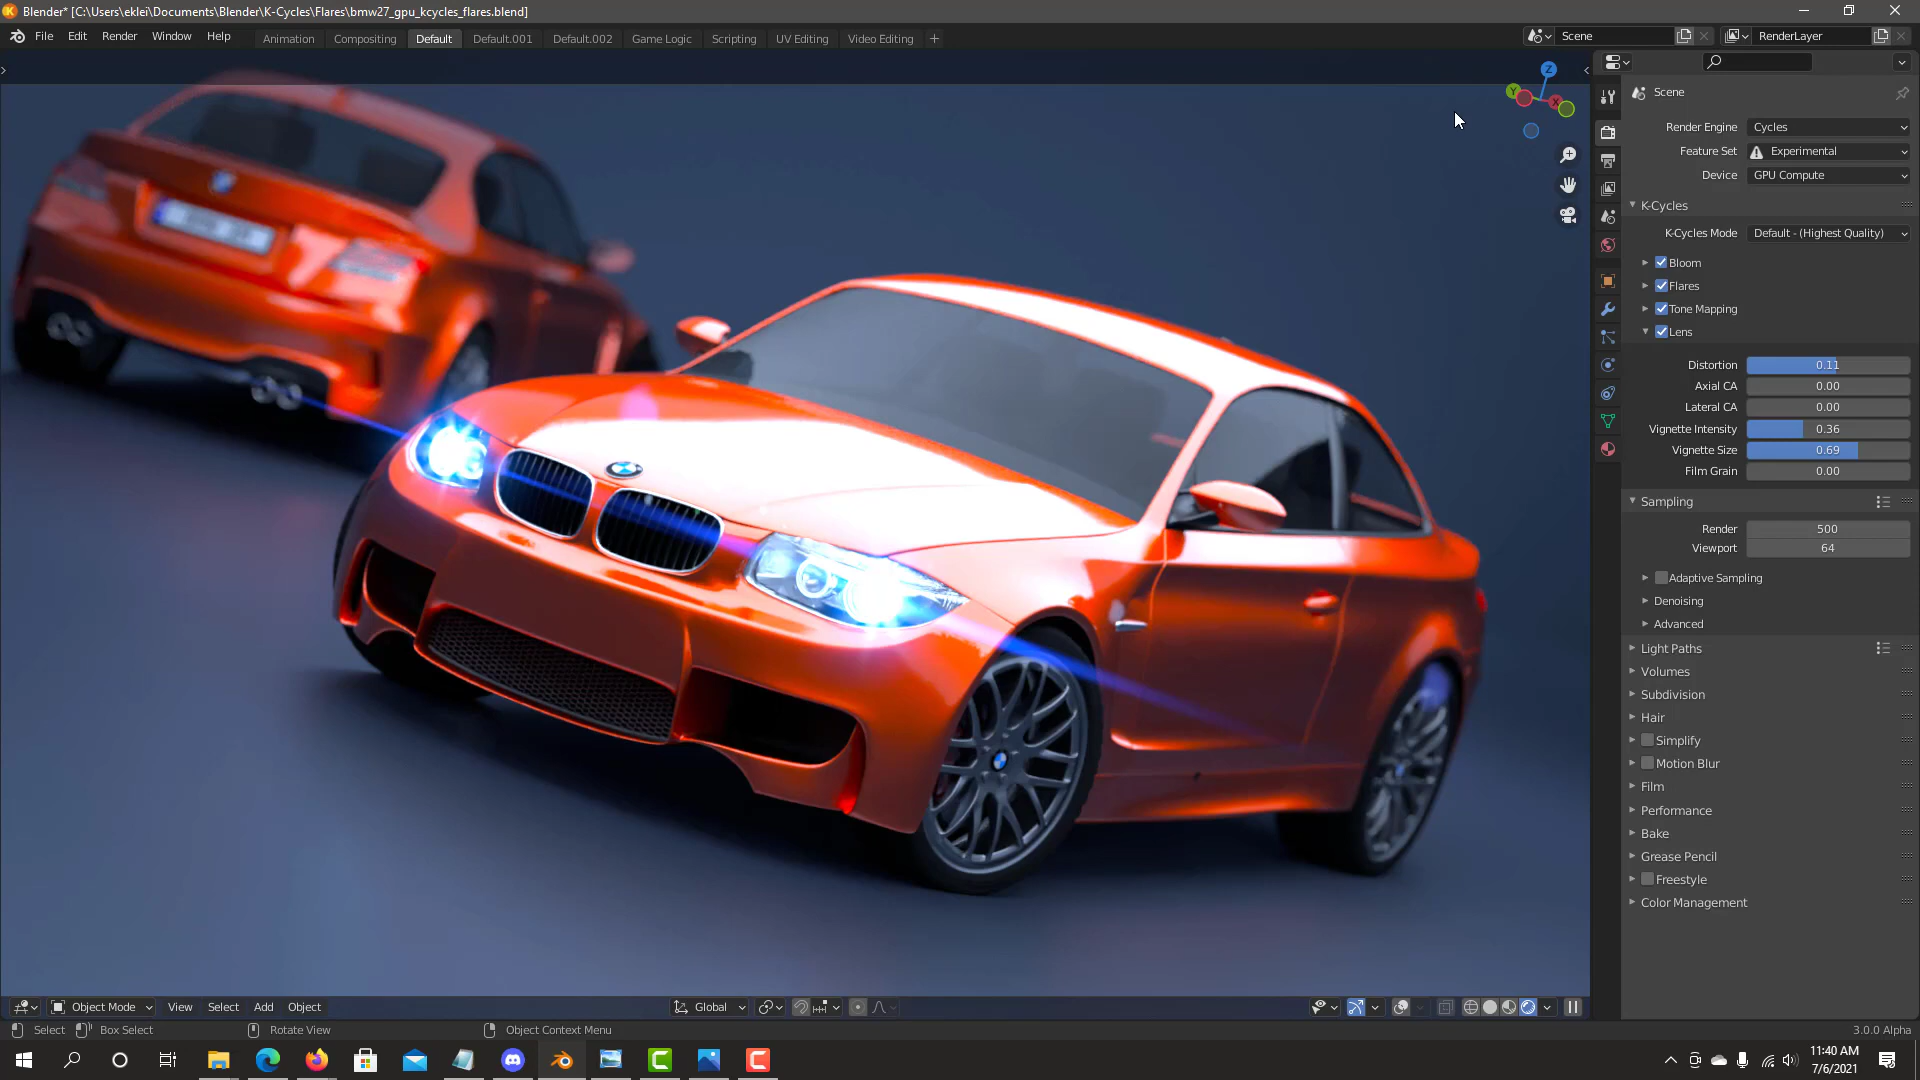 Blender* [C:\Users\eklei\Documents\Blender\K-Cycles\Flares\bmw27_gpu_kcycles_flares.blend]
File Edit Render Window Help Animation Compositing Default Default.001 Default.002 Game Logic Scripting UV Editing Video Editing + Scene RenderLayer
Z
Y X
Scene
Render Engine Cycles
Feature Set Experimental
Device GPU Compute
K-Cycles
K-Cycles Mode Default - (Highest Quality)
Bloom
Flares
Tone Mapping
Lens
Distortion 0.11
Axial CA 0.00
Lateral CA 0.00
Vignette Intensity 0.36
Vignette Size 0.69
Film Grain 0.00
Sampling
Render 500
Viewport 64
Adaptive Sampling
Denoising
Advanced
Light Paths
Volumes
Subdivision
Hair
Simplify
Motion Blur
Film
Performance
Bake
Grease Pencil
Freestyle
Color Management
Object Mode View Select Add Object Global
Select Box Select Rotate View Object Context Menu 3.0.0 Alpha
11:40 AM
7/6/2021